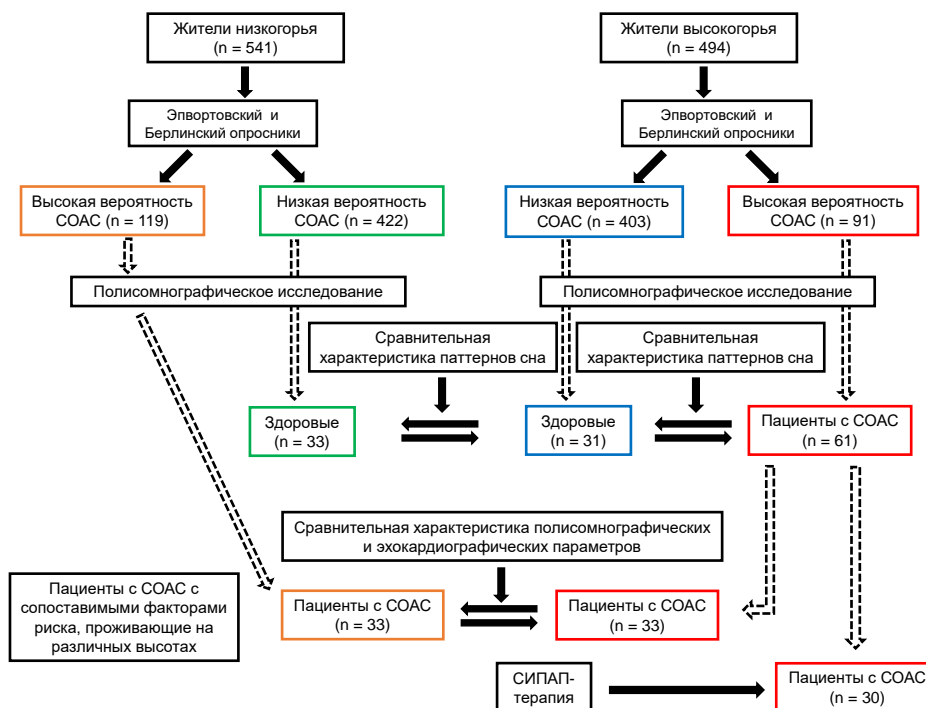 Жители низкогорья
(n = 541)
Жители высокогорья
(n = 494)
Эпвортовский и
Берлинский опросники
Эпвортовский и
Берлинский опросники
Высокая вероятность
СОАС (n = 119)
Низкая вероятность
СОАС (n = 422)
Низкая вероятность
СОАС (n = 403)
Высокая вероятность
СОАС (n = 91)
Полисомнографическое исследование
Полисомнографическое исследование
Сравнительная
характеристика паттернов сна
Сравнительная
характеристика паттернов сна
Здоровые
(n = 33)
Здоровые
(n = 31)
Пациенты с СОАС
(n = 61)
Сравнительная характеристика полисомнографических
и эхокардиографических параметров
Пациенты с СОАС с
сопоставимыми факторами
риска, проживающие на
различных высотах
Пациенты с СОАС
(n = 33)
Пациенты с СОАС
(n = 33)
СИПАП-
терапия
Пациенты с СОАС
(n = 30)